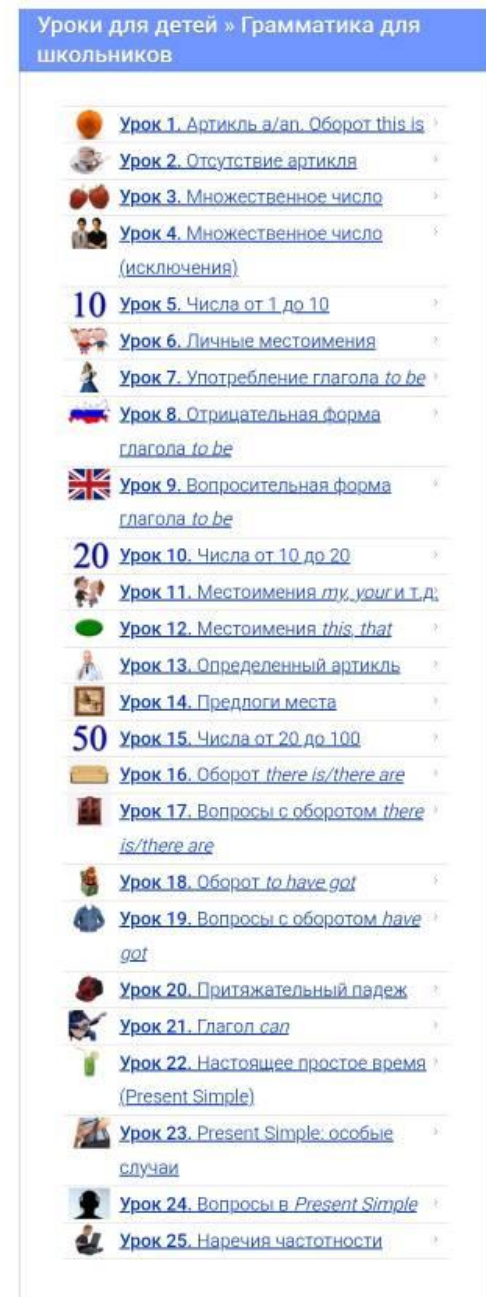 Уроки для детей » Грамматика для
школьников
Урок 1. Артикль a/an. Оборот this is
Урок 2. Отсутствие артикля
Урок 3. Множественное число
Урок 4. Множественное число
(исключения)
10 Урок 5. Числа от 1 до 10
Урок 6. Личные местоимения
Урок 7. Употребление глагола to be
Урок 8. Отрицательная форма
глагола to be
Урок 9. Вопросительная форма
глагола to be
20 Урок 10. Числа от 10 до 20
Урок 11. Местоимения my, your и т.д.
Урок 12. Местоимения this, that
Урок 13. Определенный артикль
Урок 14. Предлоги места
50 Урок 15. Числа от 20 до 100
Урок 16. Оборот there is/there are
Урок 17. Вопросы с оборотом there
is/there are
Урок 18. Оборот to have got
Урок 19. Вопросы с оборотом have
got
Урок 20. Притяжательный падеж
Урок 21. Глагол can
Урок 22. Настоящее простое время
(Present Simple)
Урок 23. Present Simple: особые
случаи
Урок 24. Вопросы в Present Simple
Урок 25. Наречия частотности